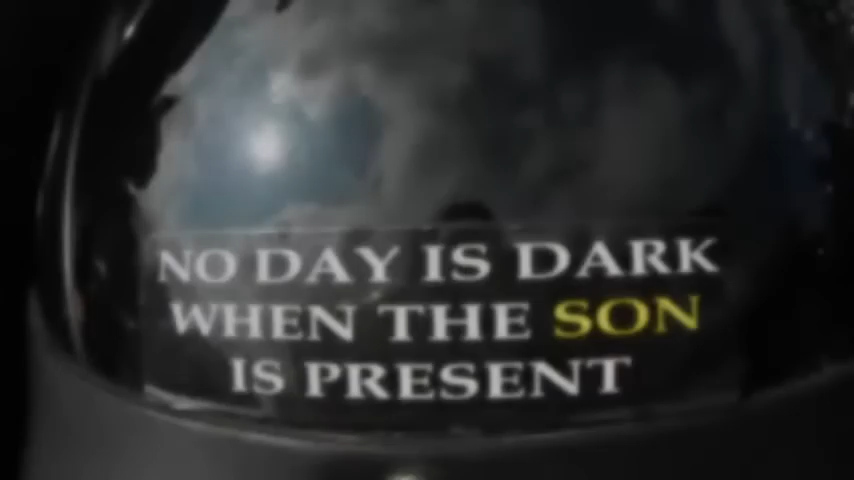 NO DAY IS DARK
WHEN THE SON
IS PRESENT